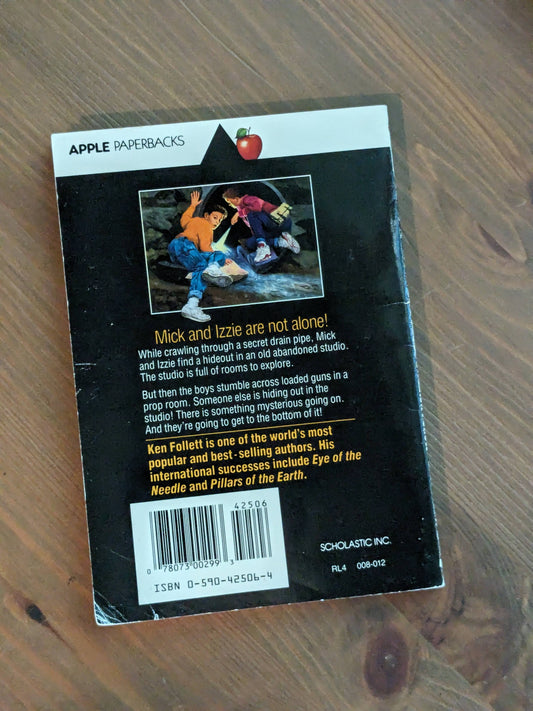 APPLE PAPERBACKS
Mick and Izzie are not alone!
While crawling through a secret drain pipe, Mick
and Izzie find a hideout in an old abandoned studio.
The studio is full of rooms to explore.
But then the boys stumble across loaded guns in a
prop room. Someone else is hiding out in the
studio! There is something mysterious going on.
And they're going to get to the bottom of it!
Ken Follett is one of the world's most
popular and best-selling authors. His
international successes include Eye of the
Needle and Pillars of the Earth.
42506
0 78073 00299 3
ISBN 0-590-42506-4
SCHOLASTIC INC.
RL4 008-012